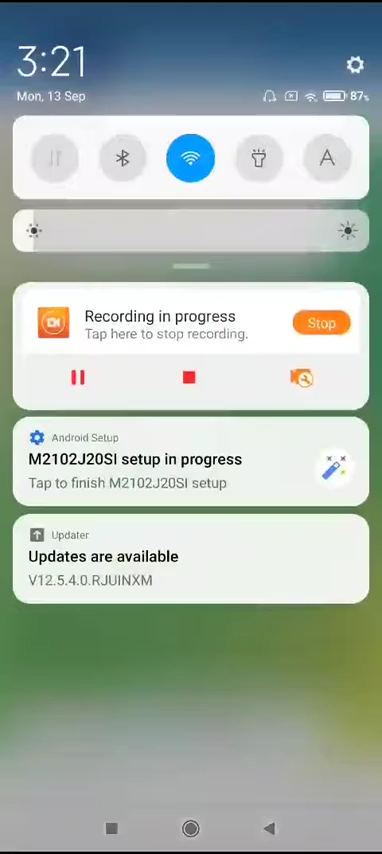 3:21
Mon, 13 Sep
87%
A
Recording in progress
Tap here to stop recording.
Stop
Android Setup
M2102J20SI setup in progress
Tap to finish M2102J20SI setup
Updater
Updates are available
V12.5.4.0.RJUINXM